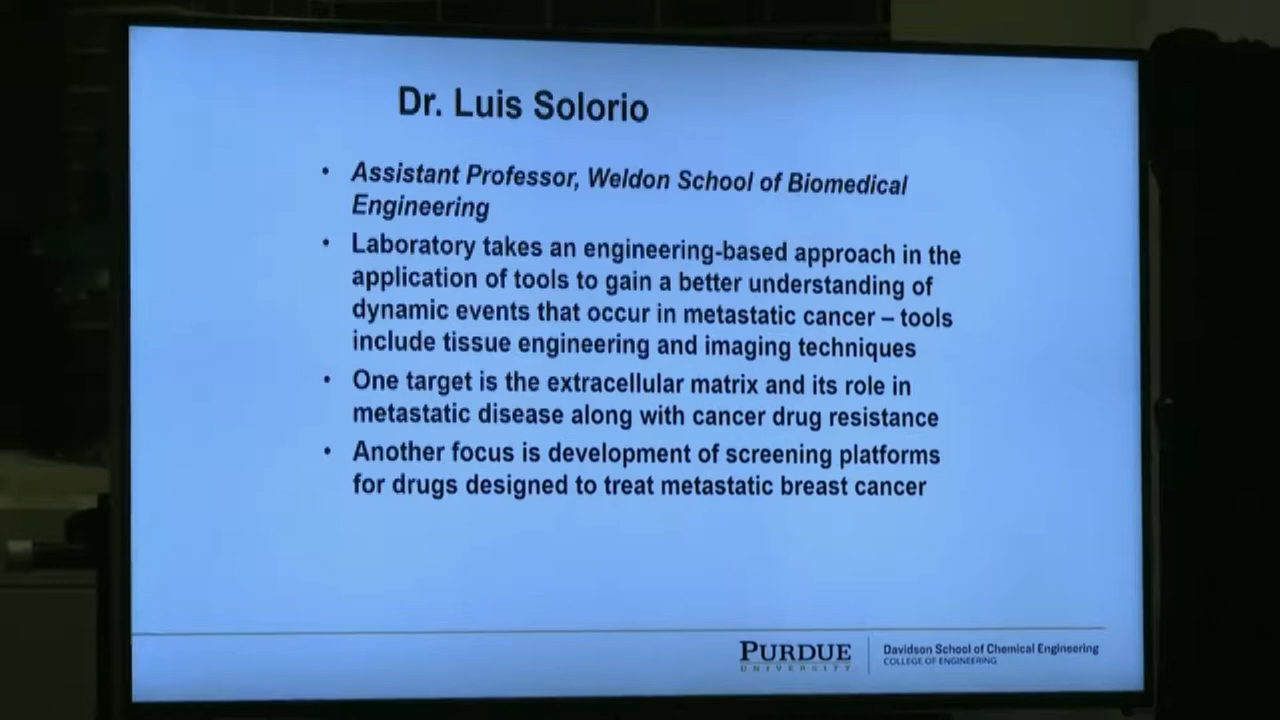 Dr. Luis Solorio
• Assistant Professor, Weldon School of Biomedical
Engineering
• Laboratory takes an engineering-based approach in the
application of tools to gain a better understanding of
dynamic events that occur in metastatic cancer – tools
include tissue engineering and imaging techniques
• One target is the extracellular matrix and its role in
metastatic disease along with cancer drug resistance
• Another focus is development of screening platforms
for drugs designed to treat metastatic breast cancer
PURDUE
UNIVERSITY
Davidson School of Chemical Engineering
COLLEGE OF ENGINEERING